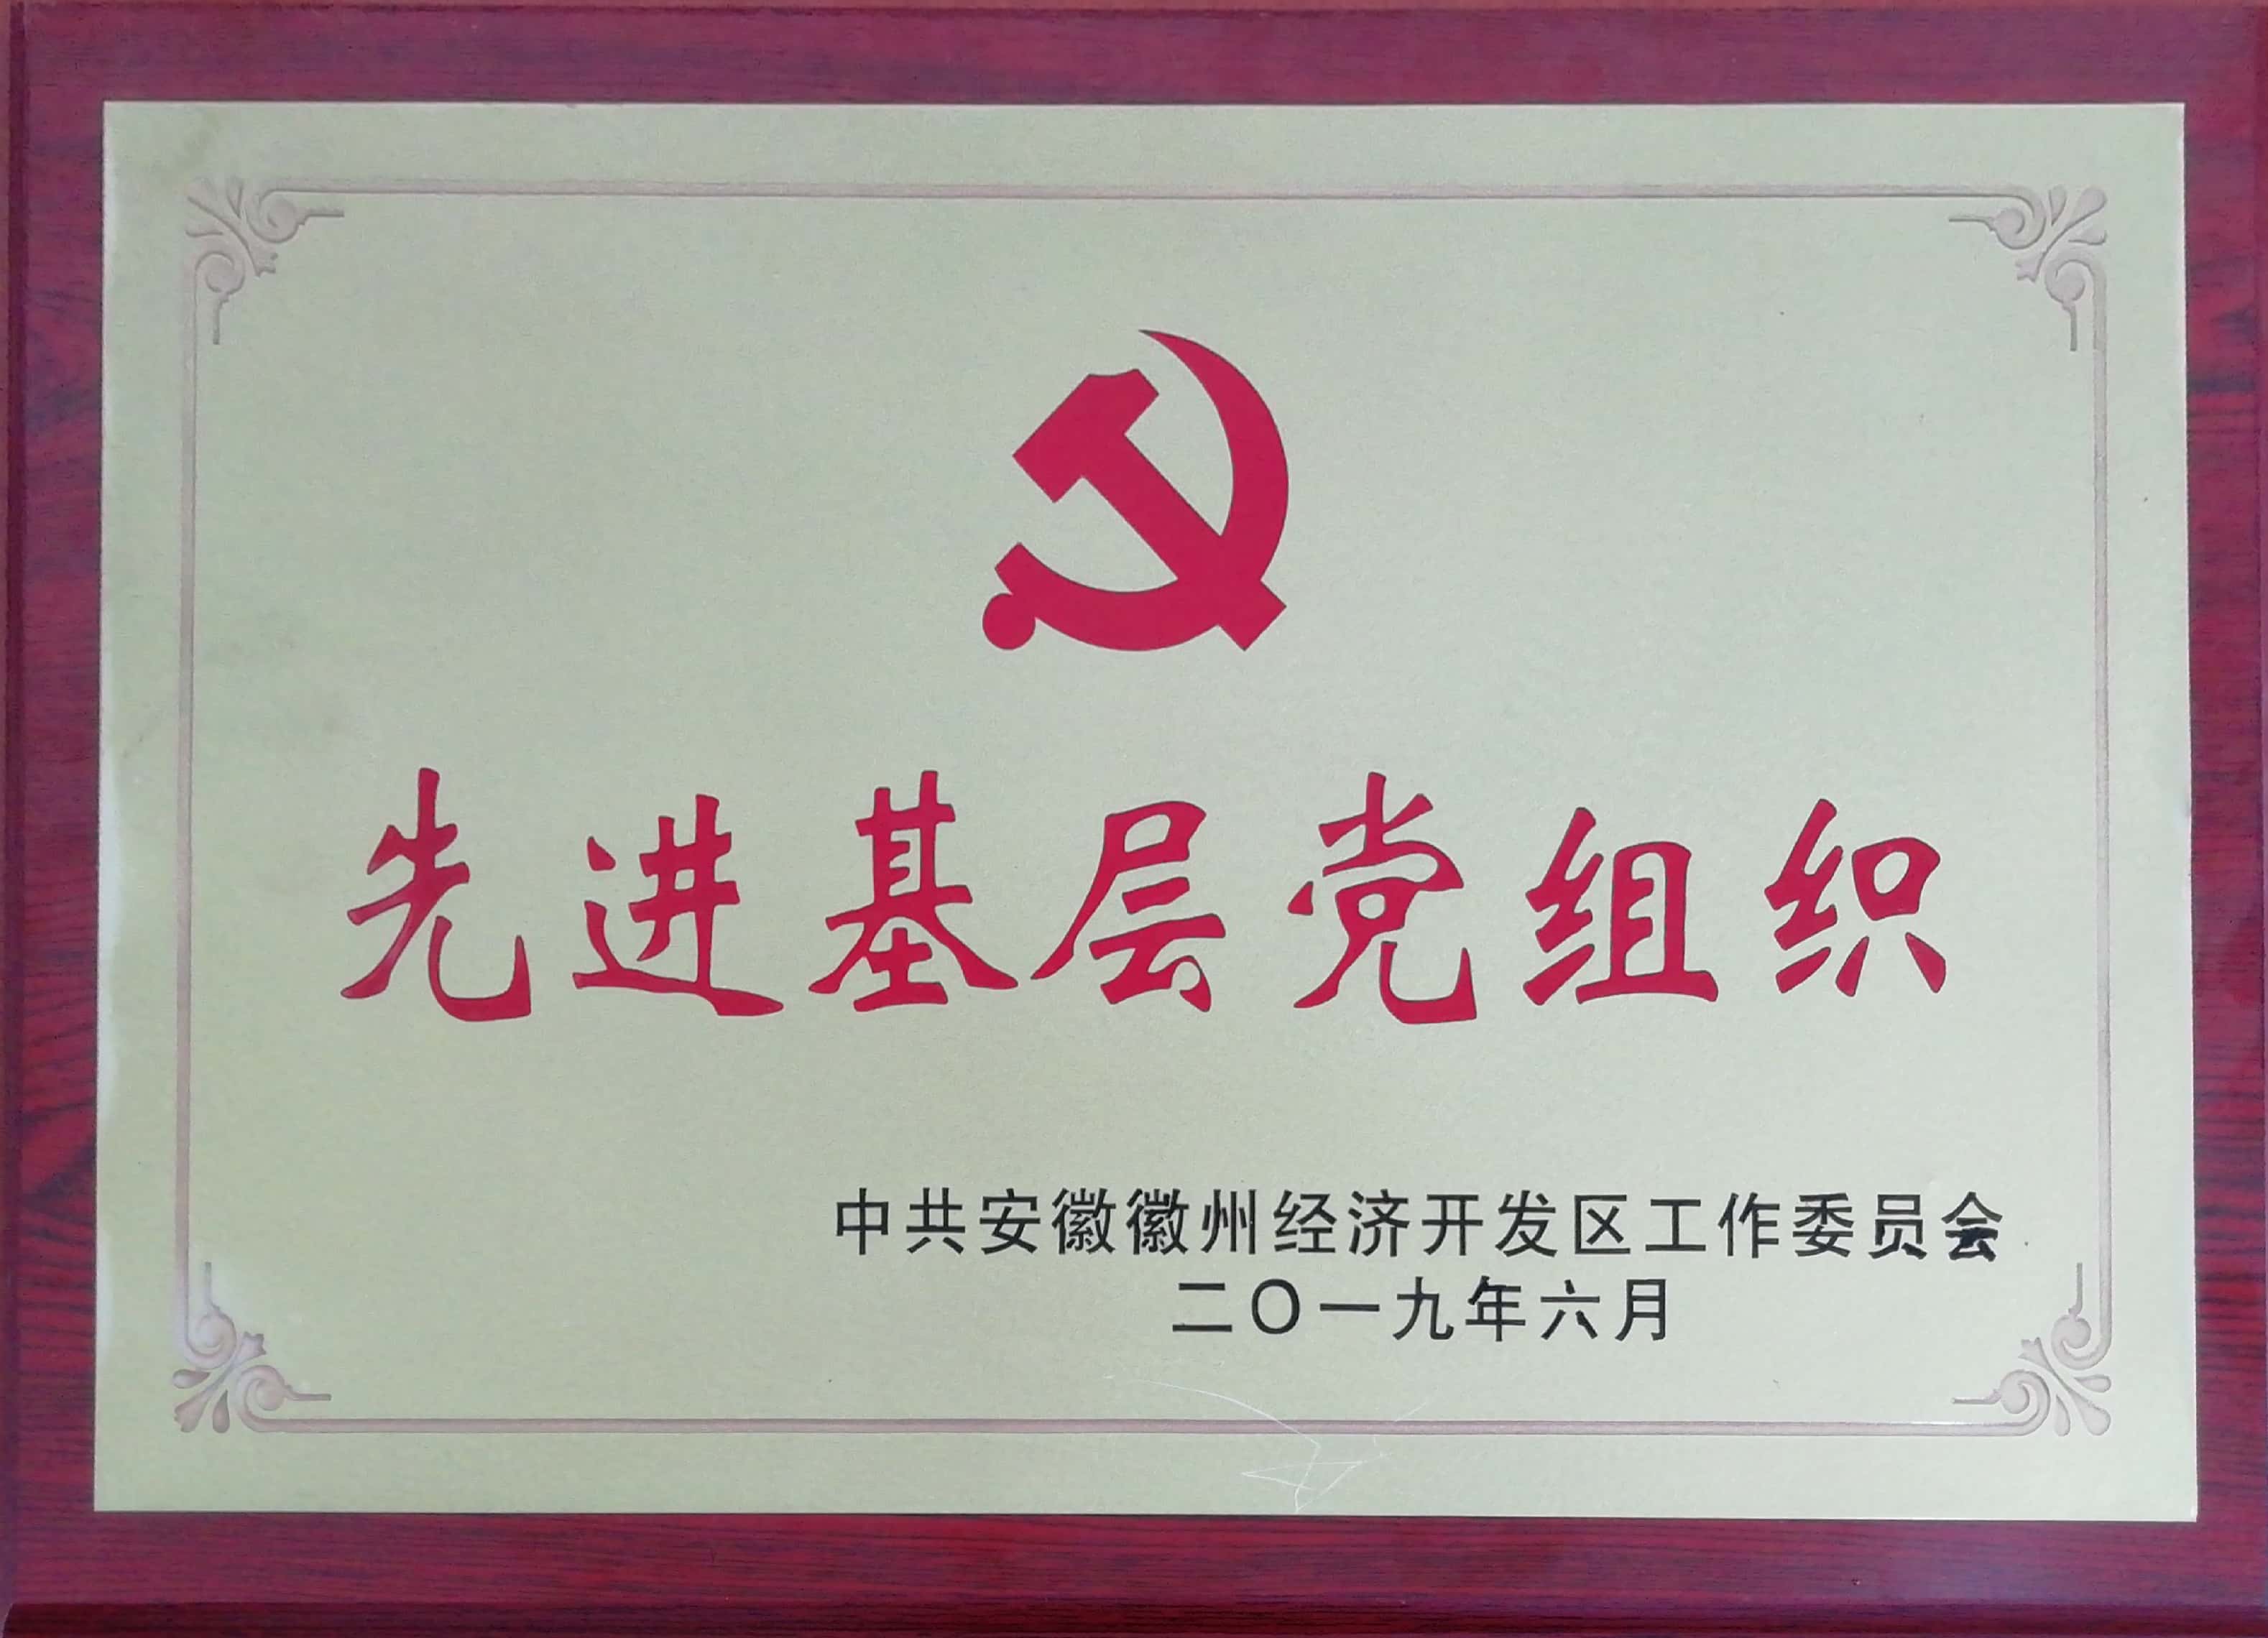 先进基层党组织
中共安徽徽州经济开发区工作委员会
二〇一九年六月